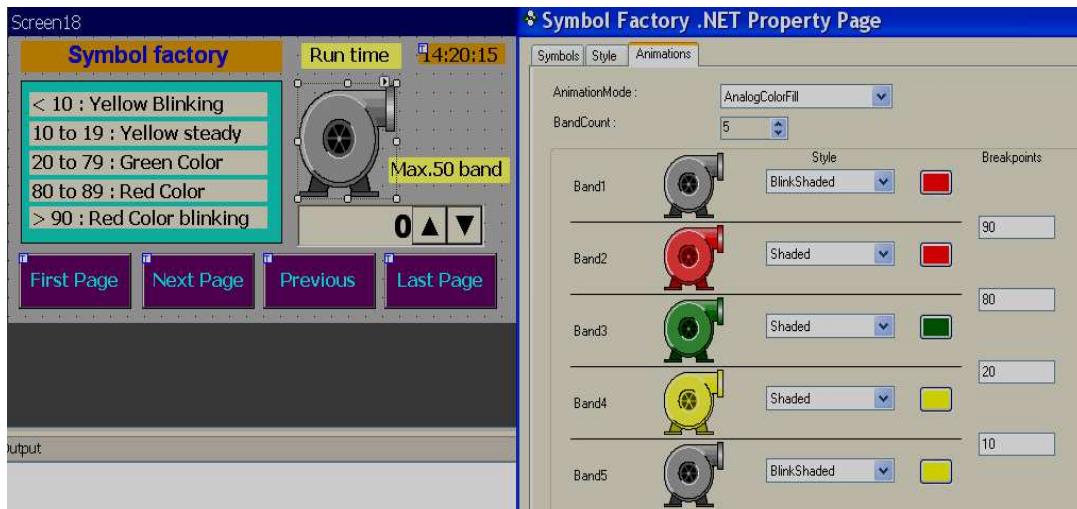 Screen18
Symbol factory
Run time
14:20:15
< 10 : Yellow Blinking
10 to 19 : Yellow steady
20 to 79 : Green Color
80 to 89 : Red Color
> 90 : Red Color blinking
Max.50 band
0
First Page
Next Page
Previous
Last Page
Symbol Factory .NET Property Page
Symbols
Style
Animations
AnimationMode :
AnalogColorFill
BandCount :
5
Style
Breakpoints
Band1
BlinkShaded
90
Band2
Shaded
80
Band3
Shaded
20
Band4
Shaded
10
Band5
BlinkShaded